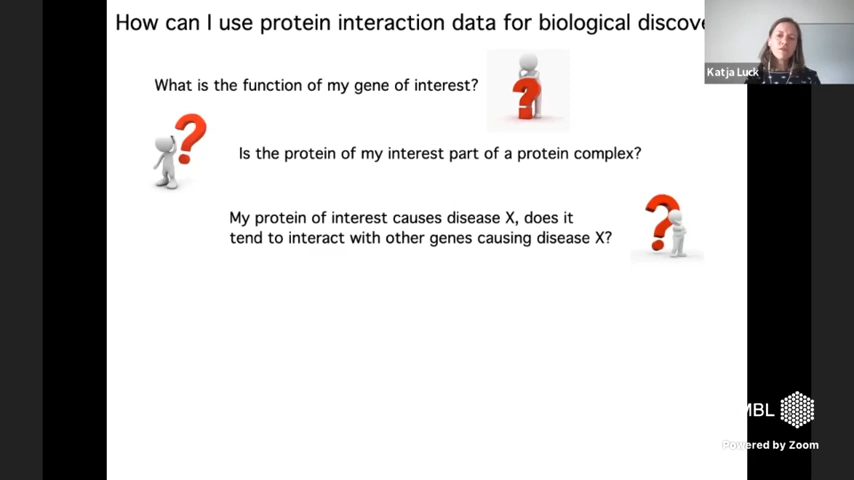 How can I use protein interaction data for biological discove
Katja Luck
What is the function of my gene of interest?
Is the protein of my interest part of a protein complex?
My protein of interest causes disease X, does it
tend to interact with other genes causing disease X?
MBL
Powered by Zoom